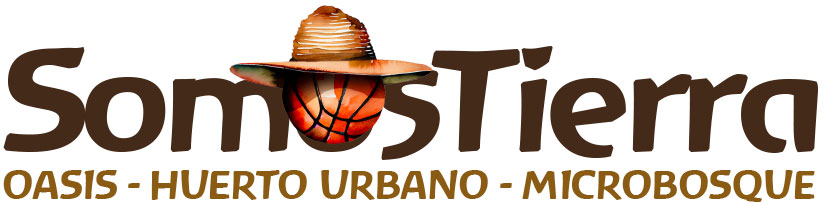 SomosTierra
OASIS - HUERTO URBANO - MICROBOSQUE